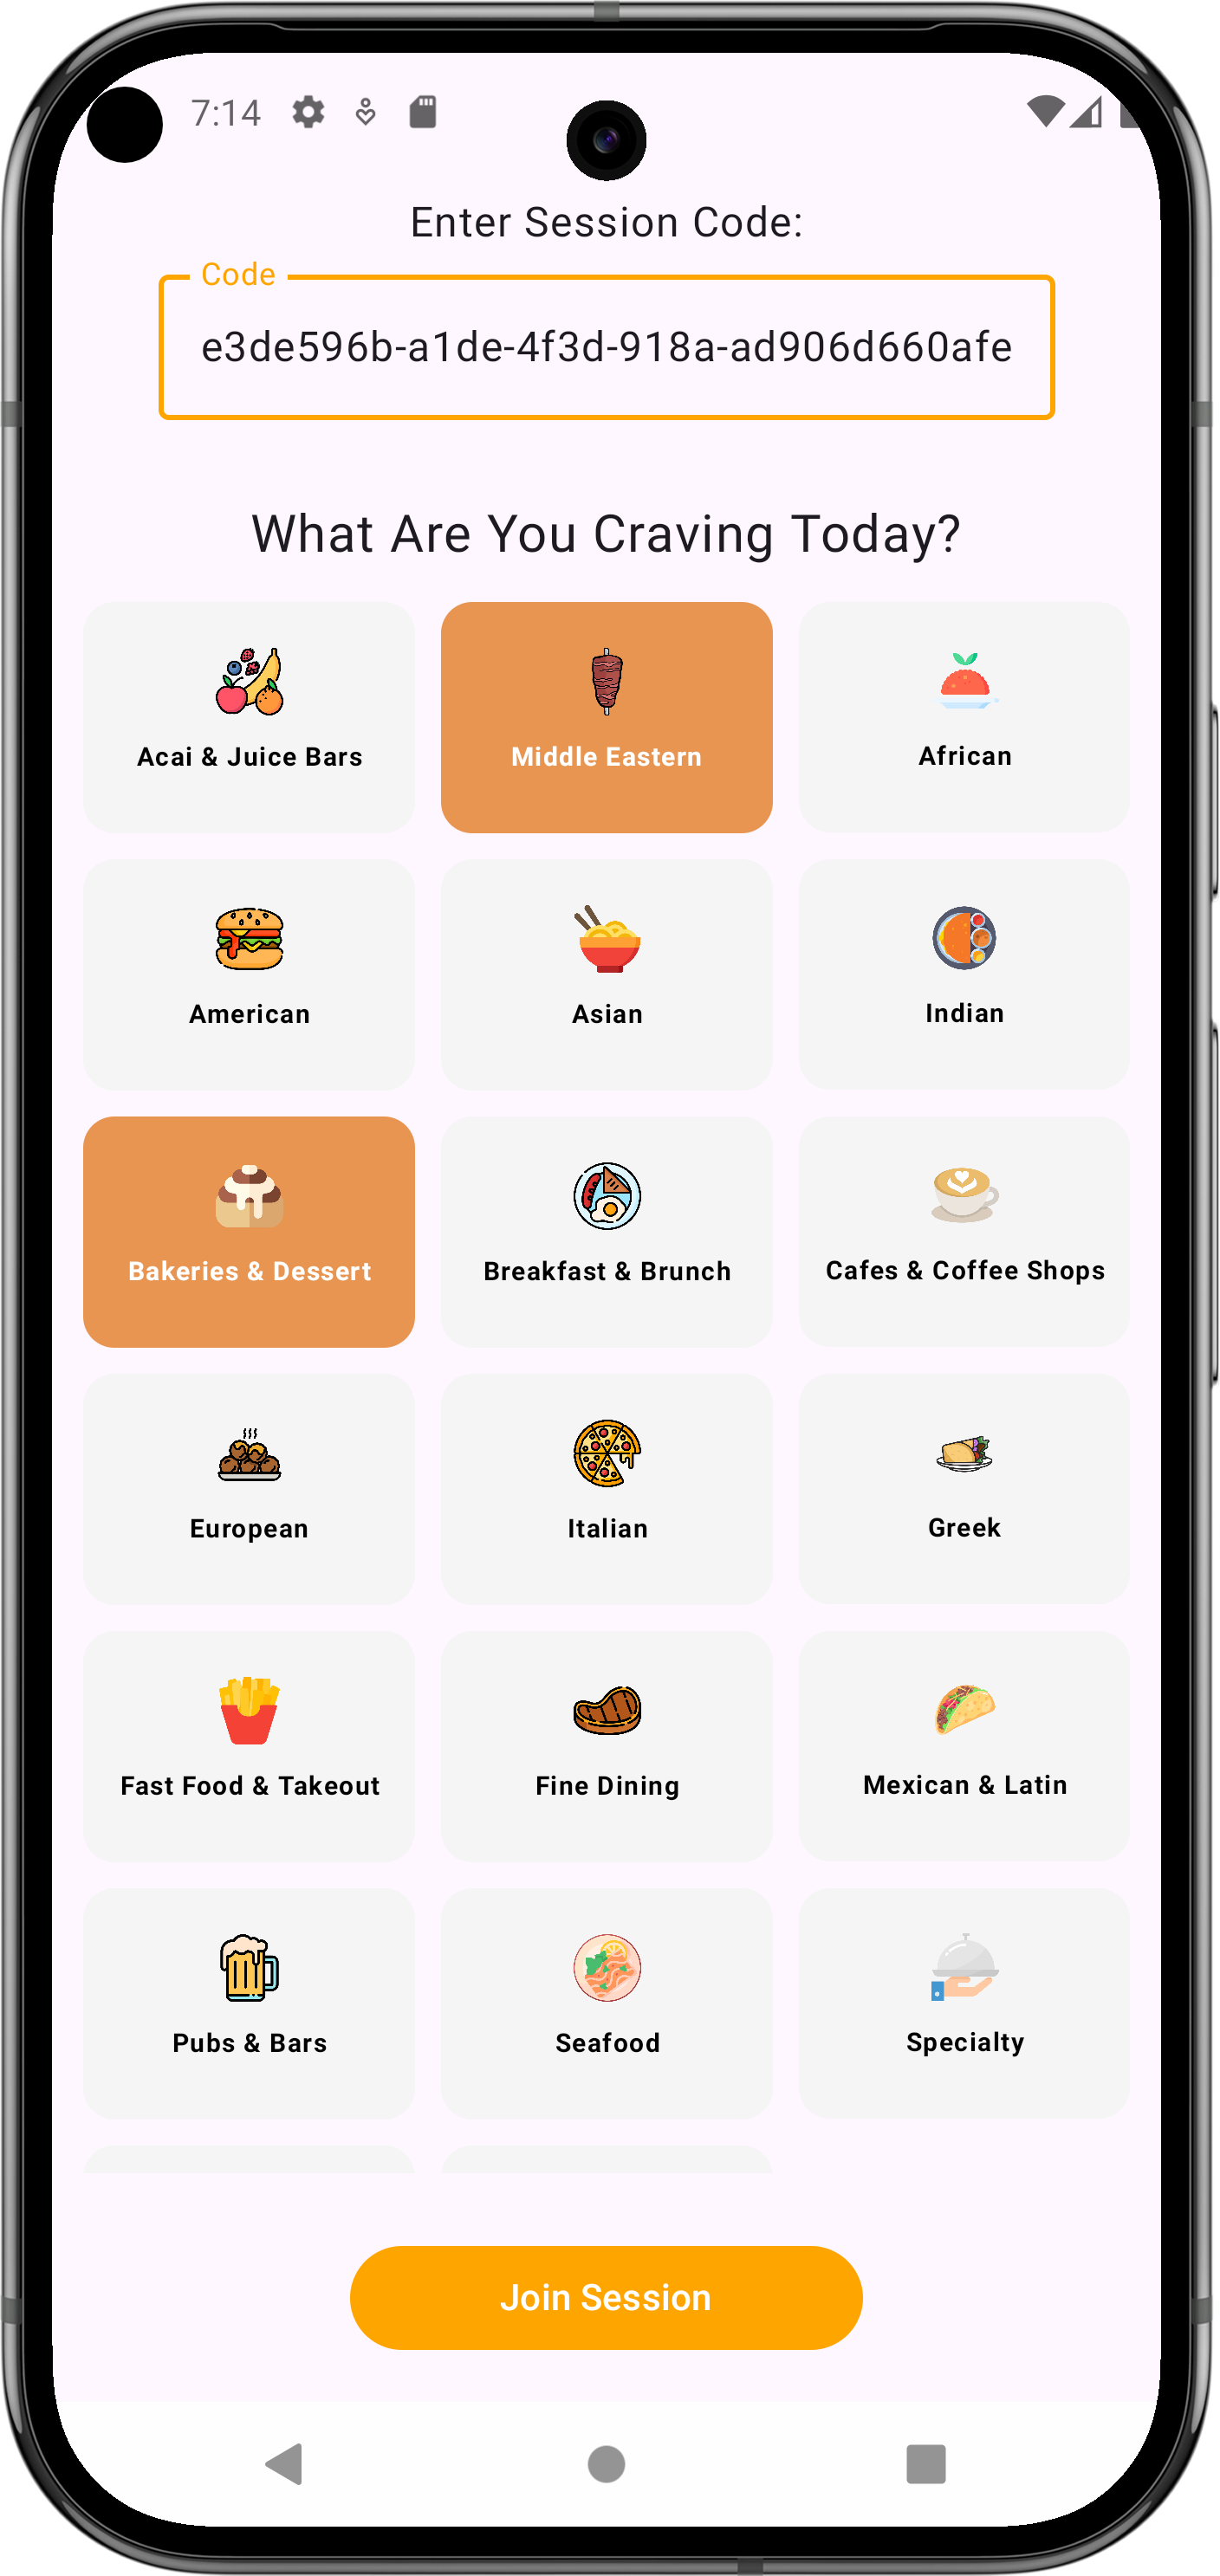 7:14
Enter Session Code:
Code
e3de596b-a1de-4f3d-918a-ad906d660afe
What Are You Craving Today?
Acai & Juice Bars
Middle Eastern
African
American
Asian
Indian
Bakeries & Dessert
Breakfast & Brunch
Cafes & Coffee Shops
European
Italian
Greek
Fast Food & Takeout
Fine Dining
Mexican & Latin
Pubs & Bars
Seafood
Specialty
Join Session